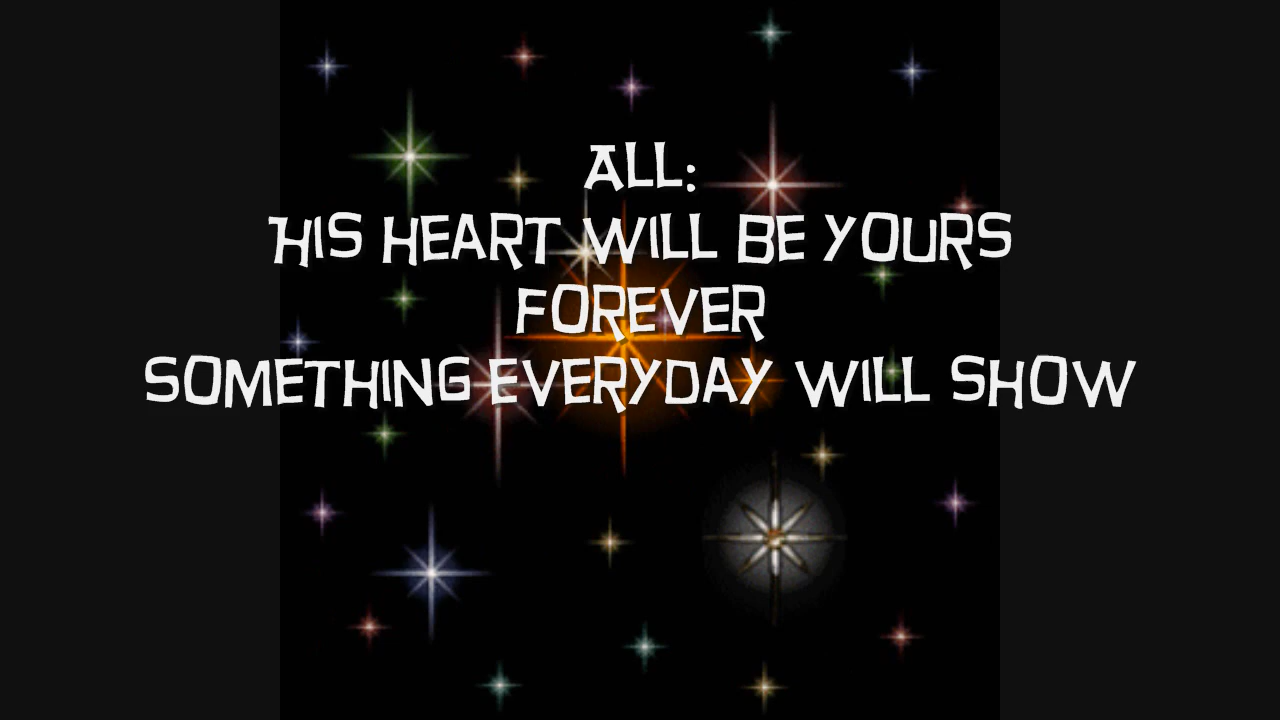 ALL:
HIS HEART WILL BE YOURS
FOREVER
SOMETHING EVERYDAY WILL SHOW